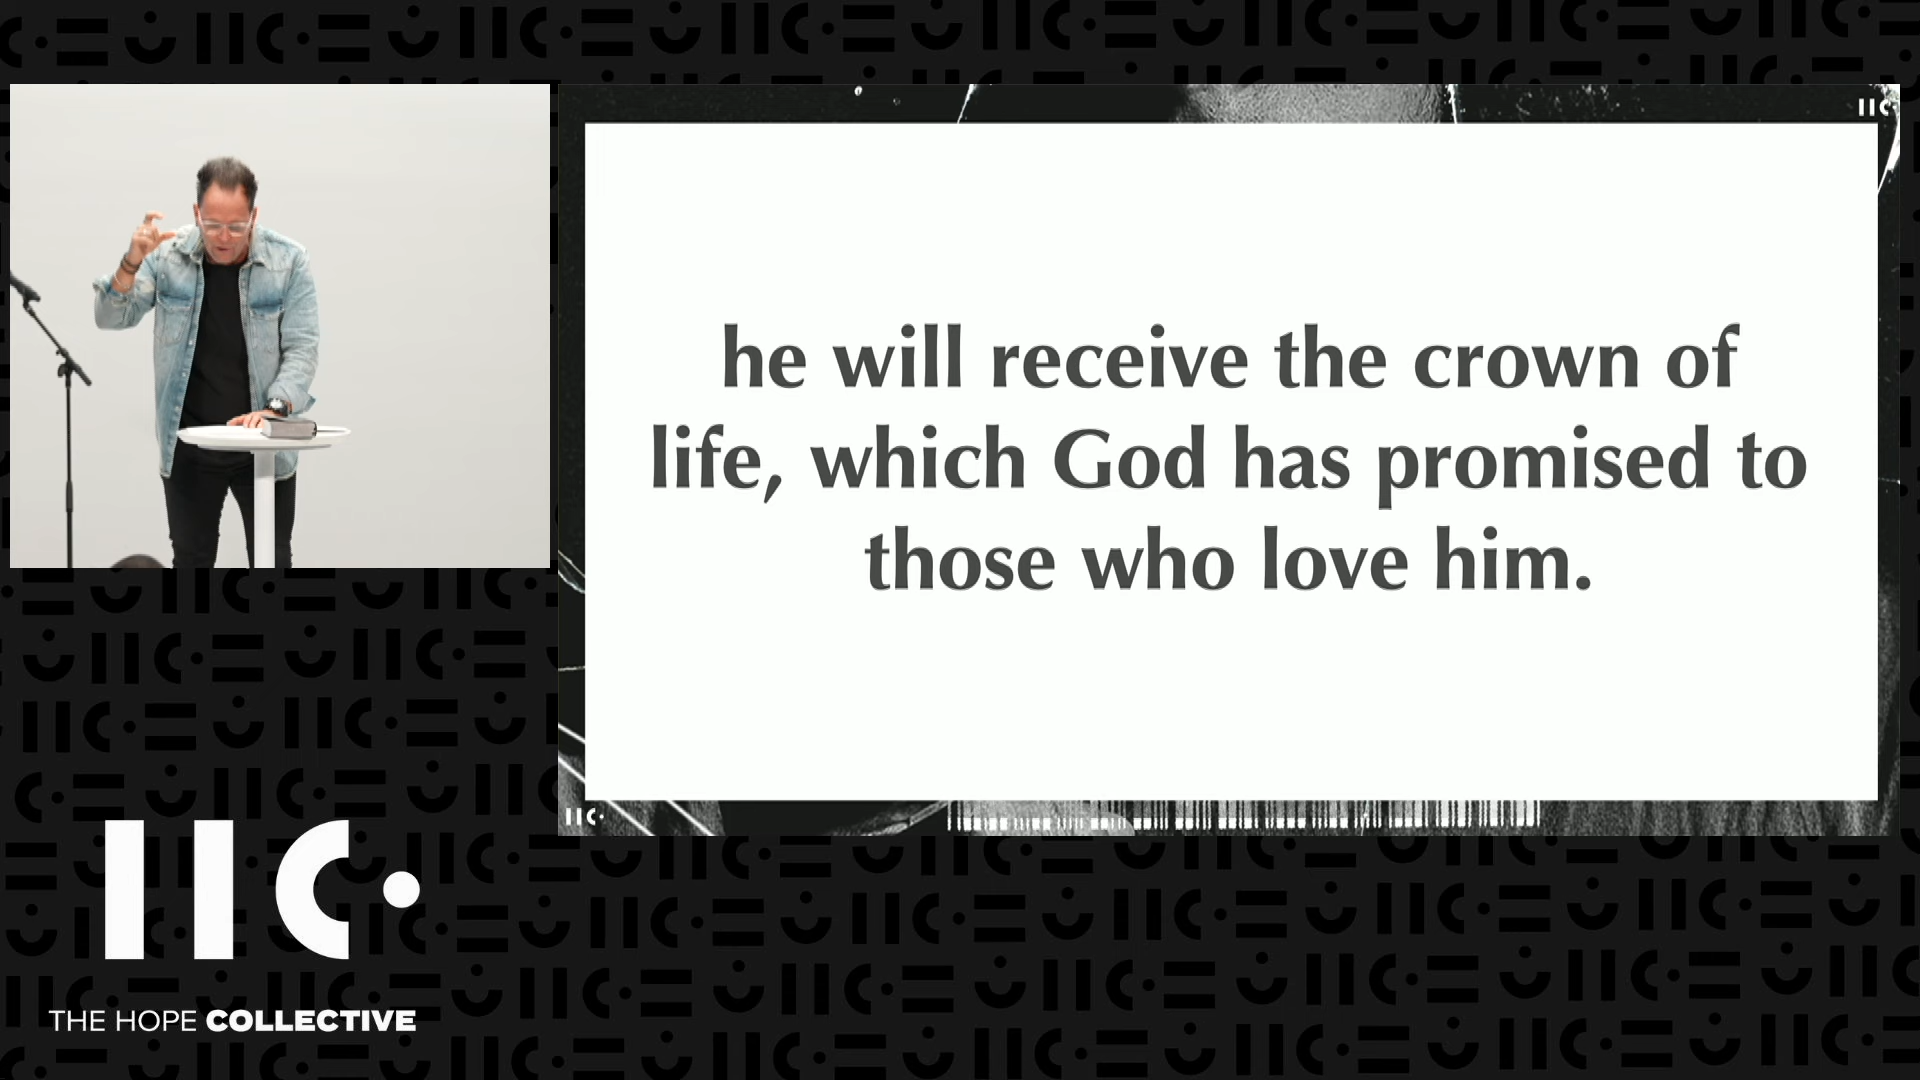 he will receive the crown of
life, which God has promised to
those who love him.
THE HOPE COLLECTIVE